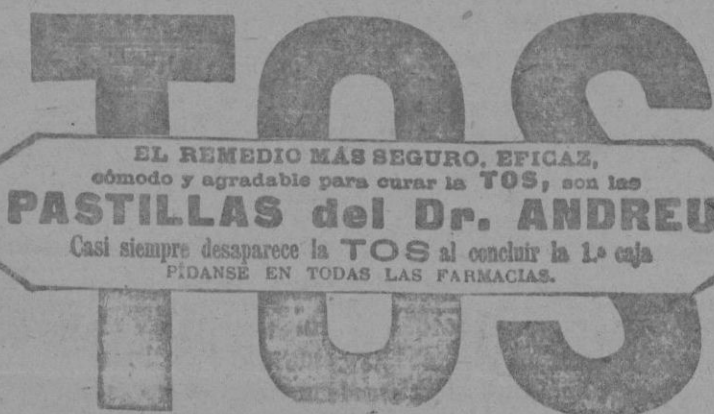 TOS
EL REMEDIO MÁS SEGURO, EFICAZ,
cómodo y agradable para curar la TOS, son las
PASTILLAS del Dr. ANDREU
Casi siempre desaparece la TOS al concluir la 1.ª caja
PÍDANSE EN TODAS LAS FARMACIAS.